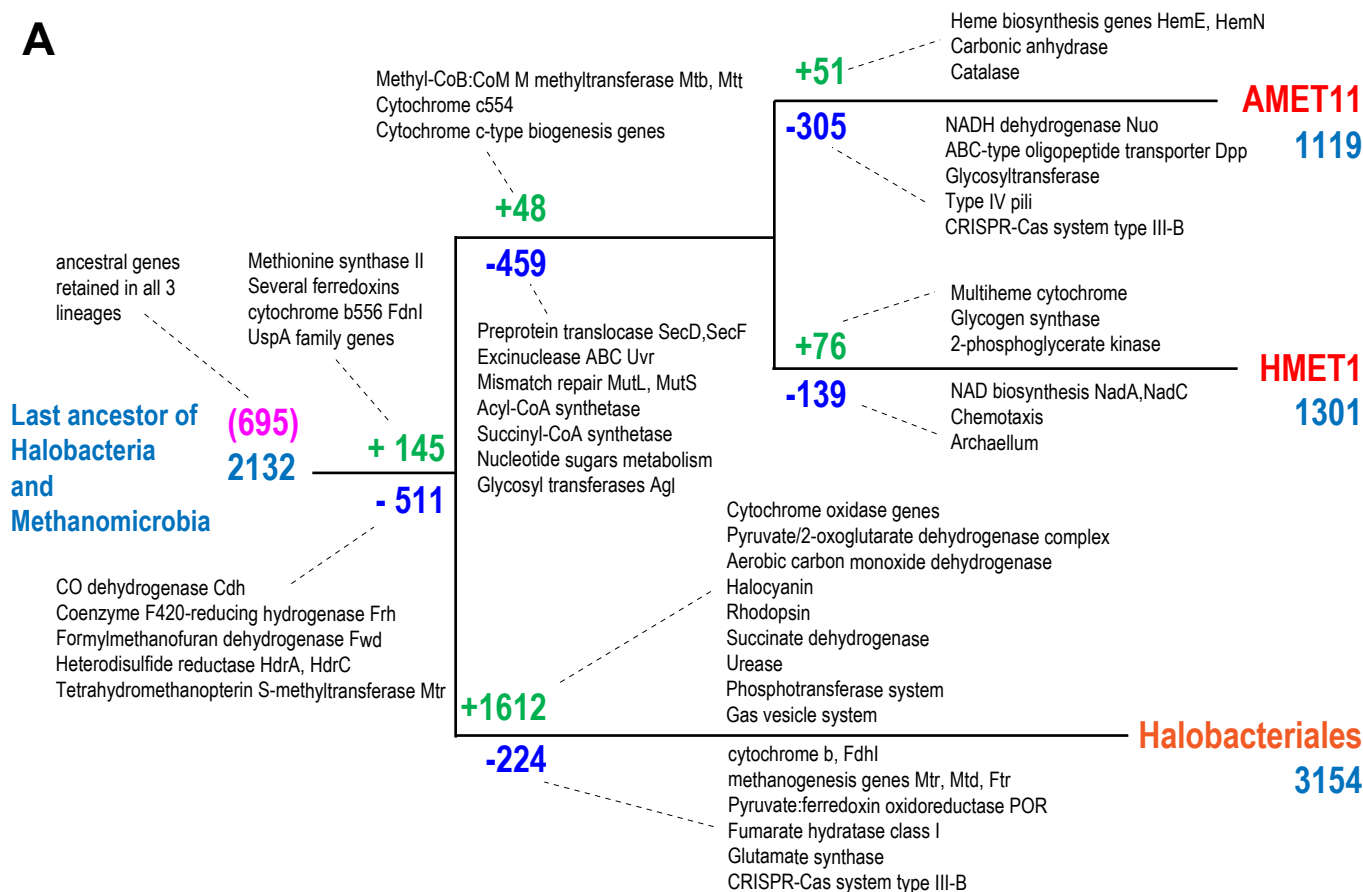 A
Heme biosynthesis genes HemE, HemN
Carbonic anhydrase
Catalase
+51
AMET11
1119
-305
NADH dehydrogenase Nuo
ABC-type oligopeptide transporter Dpp
Glycosyltransferase
Type IV pili
CRISPR-Cas system type III-B
Methyl-CoB:CoM M methyltransferase Mtb, Mtt
Cytochrome c554
Cytochrome c-type biogenesis genes
+48
-459
Preprotein translocase SecD,SecF
Excinuclease ABC Uvr
Mismatch repair MutL, MutS
Acyl-CoA synthetase
Succinyl-CoA synthetase
Nucleotide sugars metabolism
Glycosyl transferases Agl
Multiheme cytochrome
Glycogen synthase
2-phosphoglycerate kinase
+76
HMET1
1301
-139
NAD biosynthesis NadA,NadC
Chemotaxis
Archaellum
ancestral genes
retained in all 3
lineages
Methionine synthase II
Several ferredoxins
cytochrome b556 FdnI
UspA family genes
Last ancestor of
Halobacteria
and
Methanomicrobia
(695)
2132
+ 145
- 511
CO dehydrogenase Cdh
Coenzyme F420-reducing hydrogenase Frh
Formylmethanofuran dehydrogenase Fwd
Heterodisulfide reductase HdrA, HdrC
Tetrahydromethanopterin S-methyltransferase Mtr
Cytochrome oxidase genes
Pyruvate/2-oxoglutarate dehydrogenase complex
Aerobic carbon monoxide dehydrogenase
Halocyanin
Rhodopsin
Succinate dehydrogenase
Urease
Phosphotransferase system
Gas vesicle system
+1612
Halobacteriales
3154
-224
cytochrome b, FdhI
methanogenesis genes Mtr, Mtd, Ftr
Pyruvate:ferredoxin oxidoreductase POR
Fumarate hydratase class I
Glutamate synthase
CRISPR-Cas system type III-B